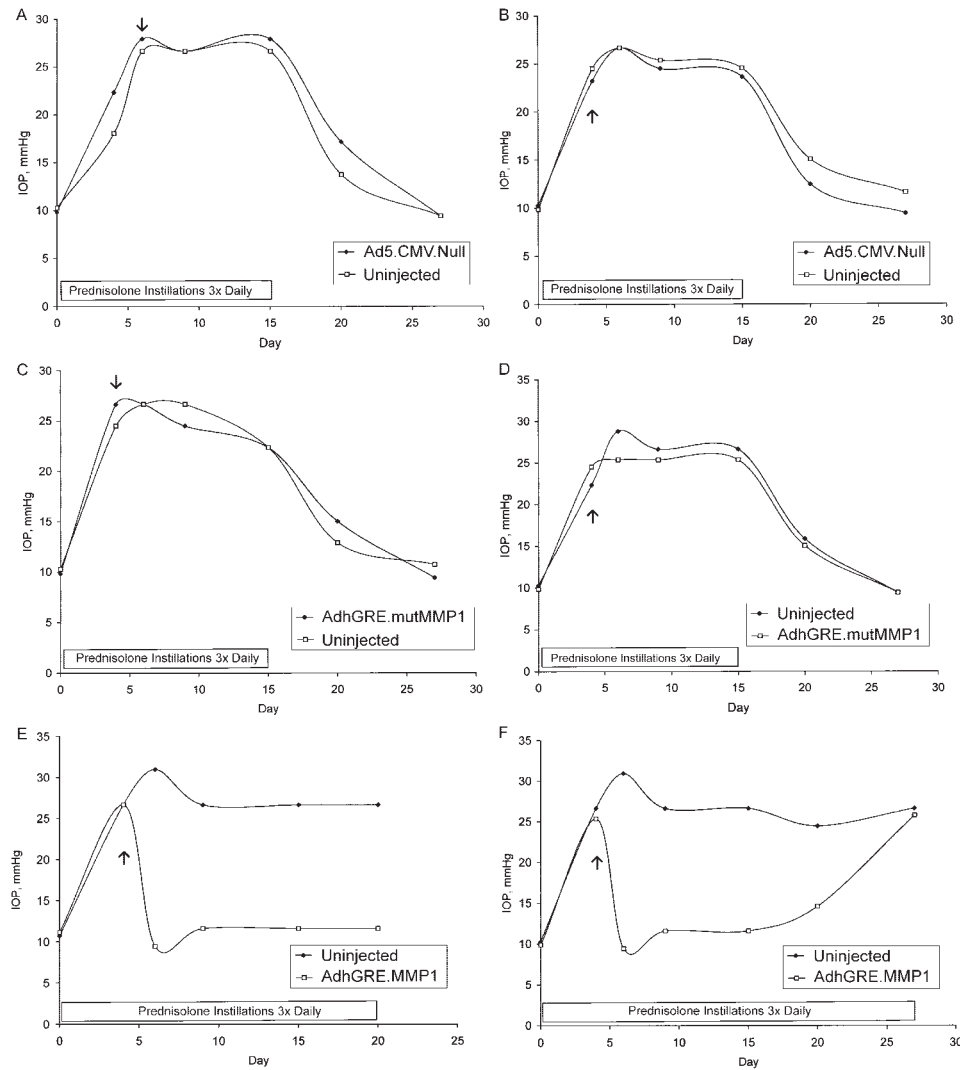 A
30
25
20
15
10
5
0
IOP, mmHg
Ad5.CMV.Null
Uninjected
Prednisolone Instillations 3x Daily
0 5 10 15 20 25 30
Day
B
30
25
20
15
10
5
0
IOP, mmHg
Ad5.CMV.Null
Uninjected
Prednisolone Instillations 3x Daily
0 5 10 15 20 25 30
Day
C
30
25
20
15
10
5
0
IOP, mmHg
AdhGRE.mutMMP1
Uninjected
Prednisolone Instillations 3x Daily
0 5 10 15 20 25 30
Day
D
35
30
25
20
15
10
5
0
IOP, mmHg
Uninjected
AdhGRE.mutMMP1
Prednisolone Instillations 3x Daily
0 5 10 15 20 25 30
Day
E
35
30
25
20
15
10
5
0
IOP, mmHg
Uninjected
AdhGRE.MMP1
Prednisolone Instillations 3x Daily
0 5 10 15 20 25
Day
F
35
30
25
20
15
10
5
0
IOP, mmHg
Uninjected
AdhGRE.MMP1
Prednisolone Instillations 3x Daily
0 5 10 15 20 25 30
Day